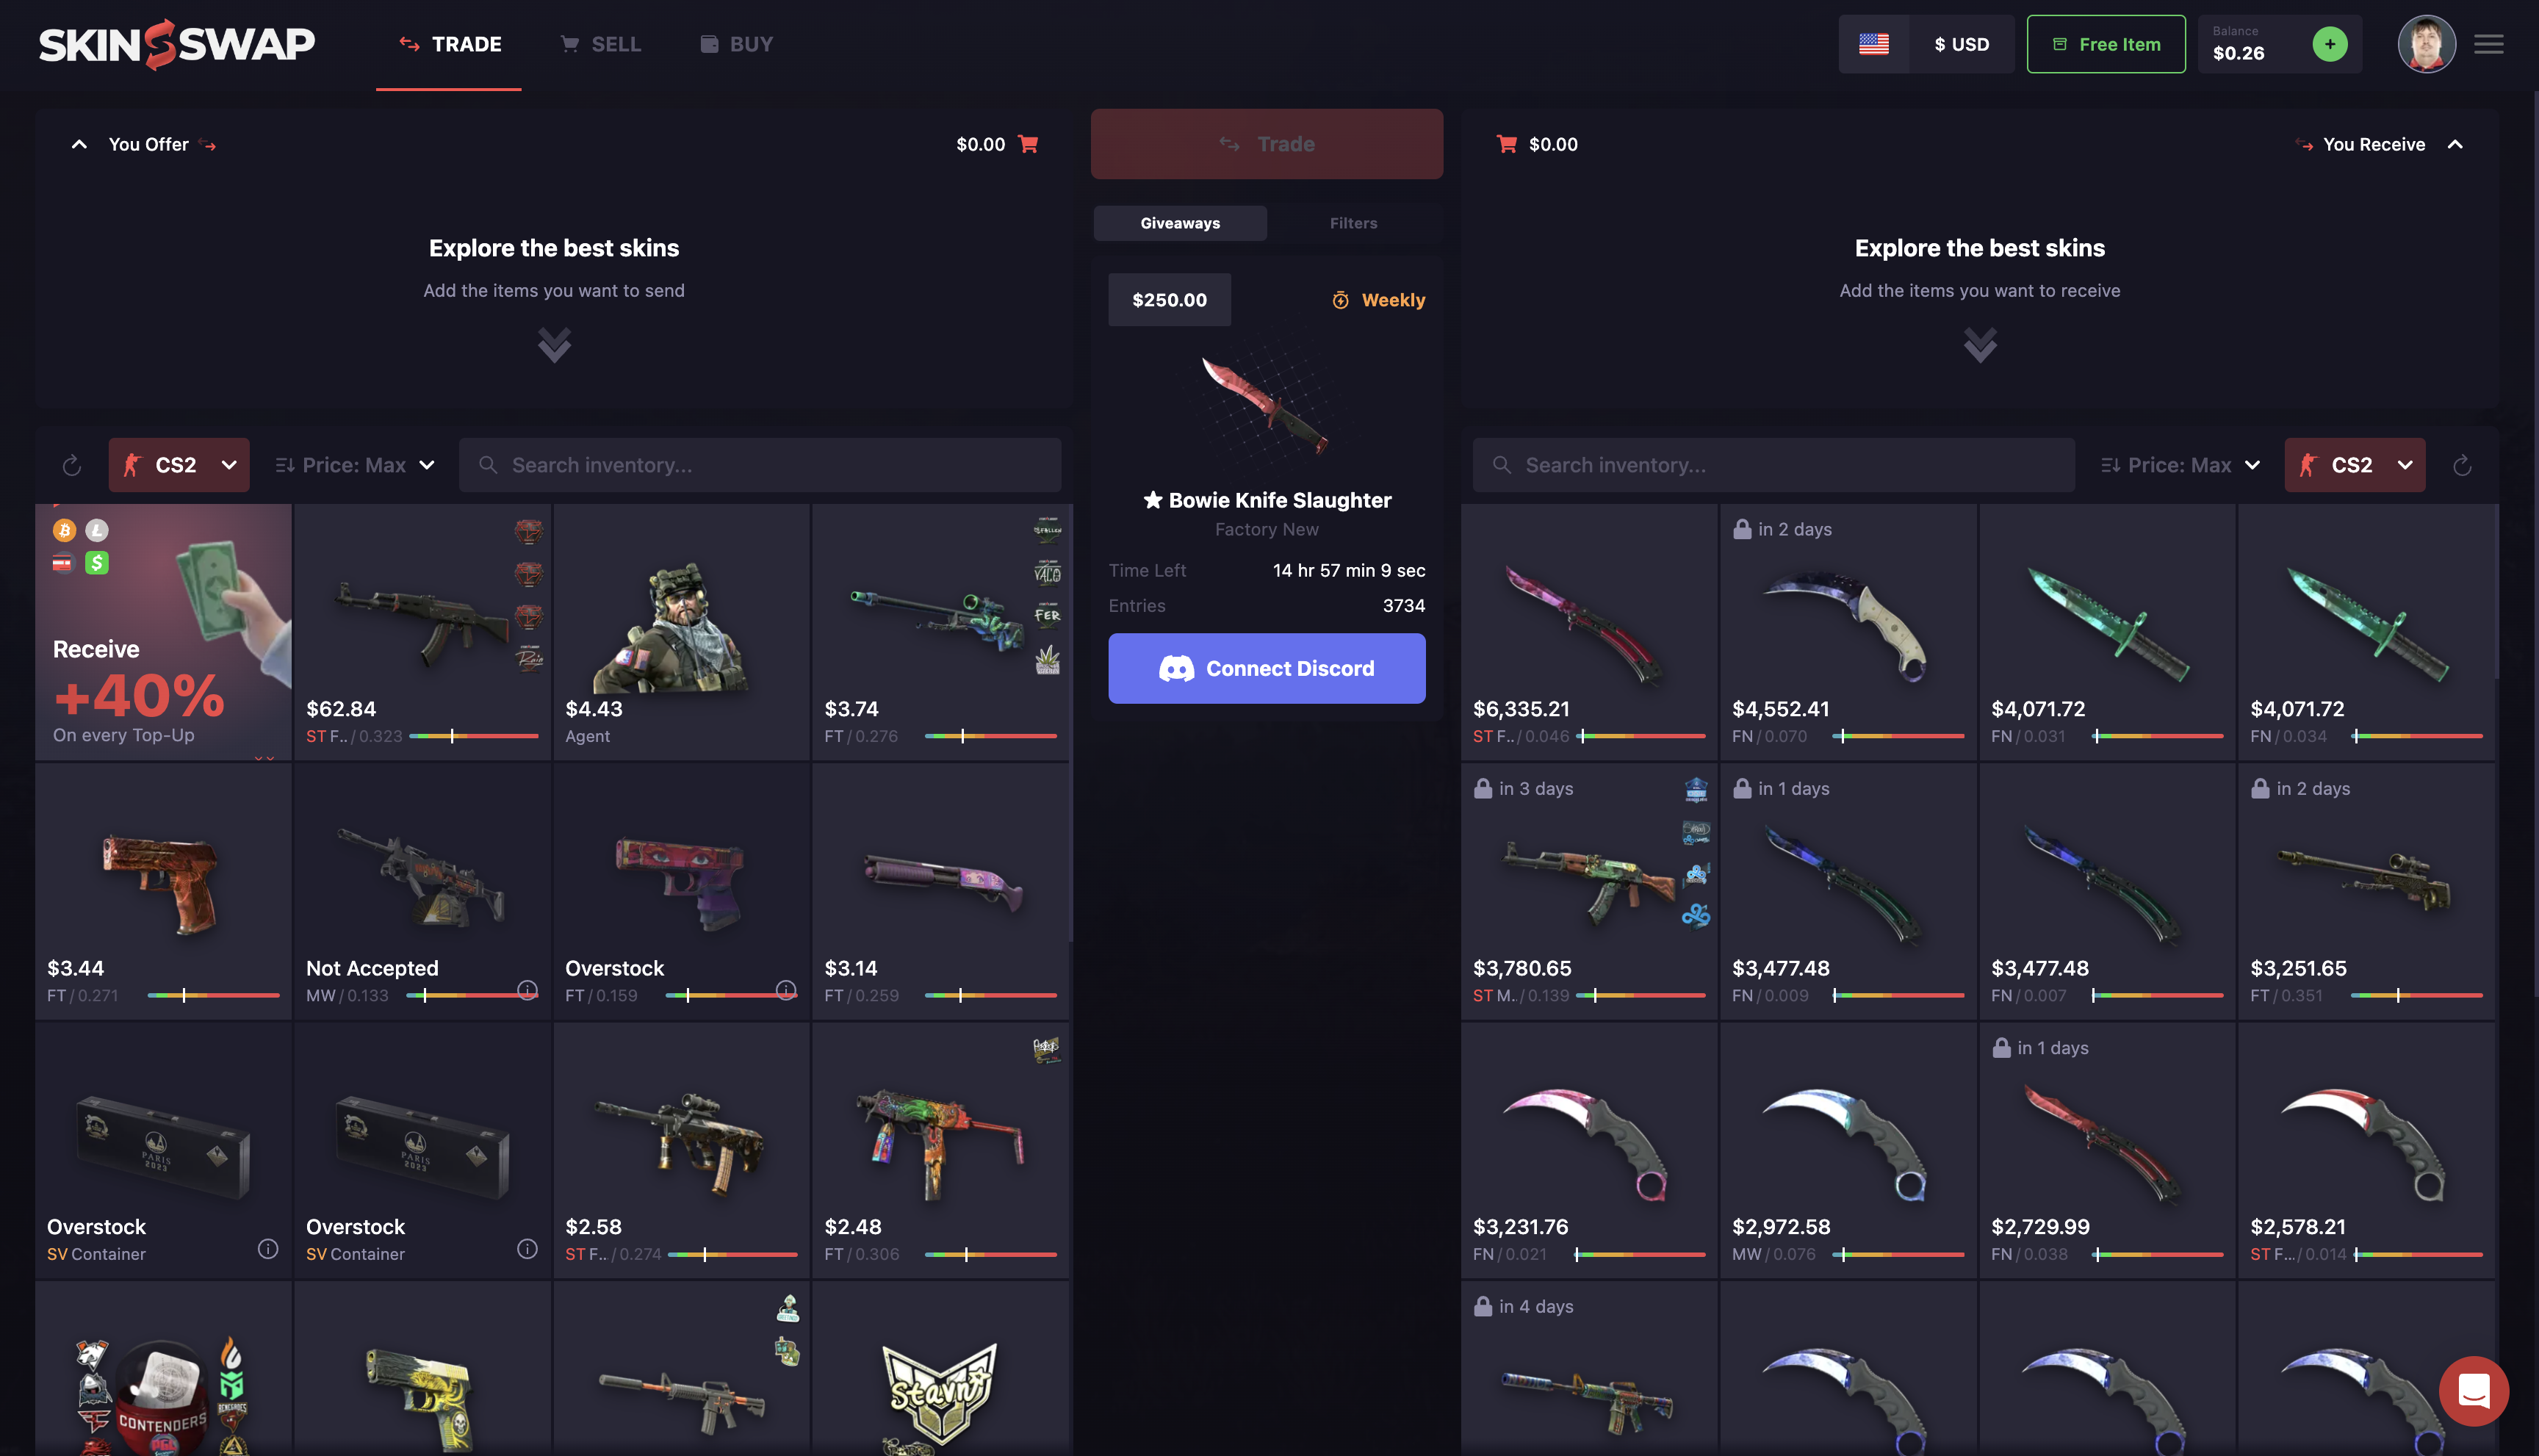 SKINSSWAP
TRADE
SELL
BUY
$ USD
Free Item
Balance
$0.26
You Offer
$0.00
Trade
$0.00
You Receive
Explore the best skins
Add the items you want to send
Giveaways
Filters
$250.00
Weekly
Bowie Knife Slaughter
Factory New
Time Left
14 hr 57 min 9 sec
Entries
3734
Connect Discord
Explore the best skins
Add the items you want to receive
CS2
Price: Max
Search inventory...
Receive
+40%
On every Top-Up
$62.84
ST F.. / 0.323
$4.43
Agent
FALLEN
TACO
FER
$3.74
FT / 0.276
$3.44
FT / 0.271
Not Accepted
MW / 0.133
Overstock
FT / 0.159
$3.14
FT / 0.259
PARIS
2023
Overstock
SV Container
PARIS
2023
Overstock
SV Container
$2.58
ST F.. / 0.274
$2.48
FT / 0.306
CONTENDERS
PGL
RENEGADES
Stavn
Search inventory...
Price: Max
CS2
$6,335.21
ST F.. / 0.046
in 2 days
$4,552.41
FN / 0.070
$4,071.72
FN / 0.031
$4,071.72
FN / 0.034
in 3 days
$3,780.65
ST M.. / 0.139
in 1 days
$3,477.48
FN / 0.009
$3,477.48
FN / 0.007
in 2 days
$3,251.65
FT / 0.351
$3,231.76
FN / 0.021
$2,972.58
MW / 0.076
in 1 days
$2,729.99
FN / 0.038
$2,578.21
ST F... / 0.014
in 4 days